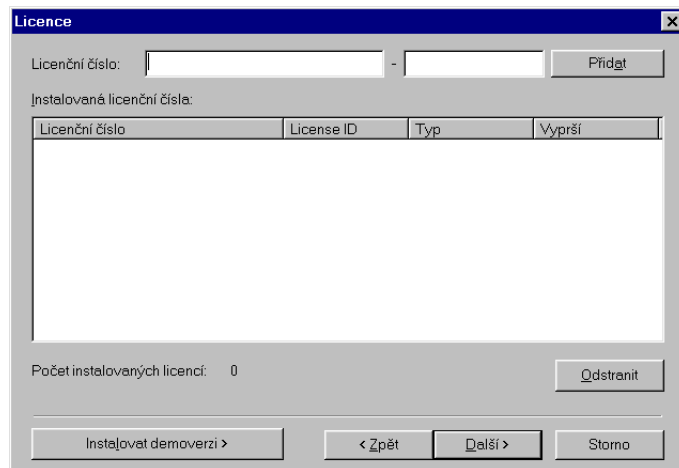 Licence
Licenční číslo: - Přidat
Instalovaná licenční čísla:
Licenční číslo License ID Typ Vyprší
Počet instalovaných licencí: 0
Odstranit
Instalovat demoverzi > < Zpět Další > Storno